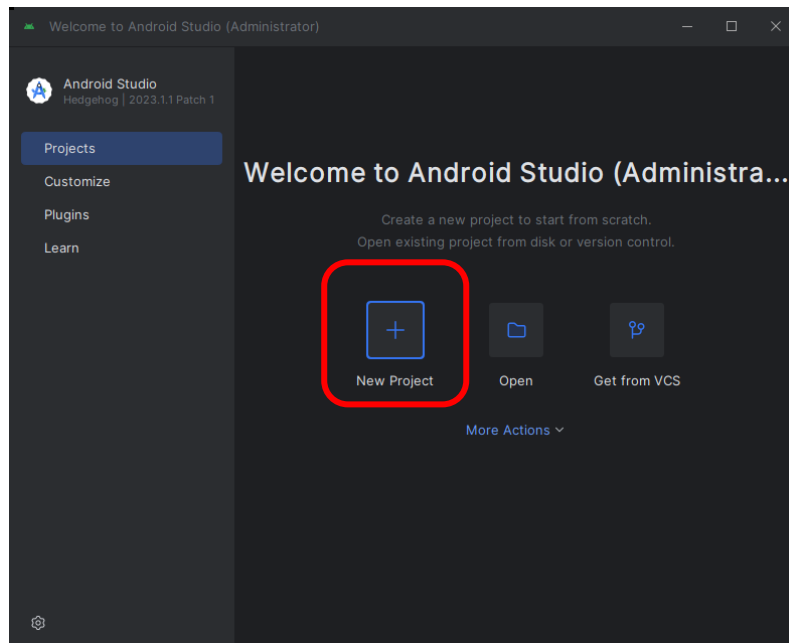 Welcome to Android Studio (Administrator)
Android Studio
Hedgehog | 2023.1.1 Patch 1
Projects
Customize
Plugins
Learn
Welcome to Android Studio (Administra...
Create a new project to start from scratch.
Open existing project from disk or version control.
New Project Open Get from VCS
More Actions